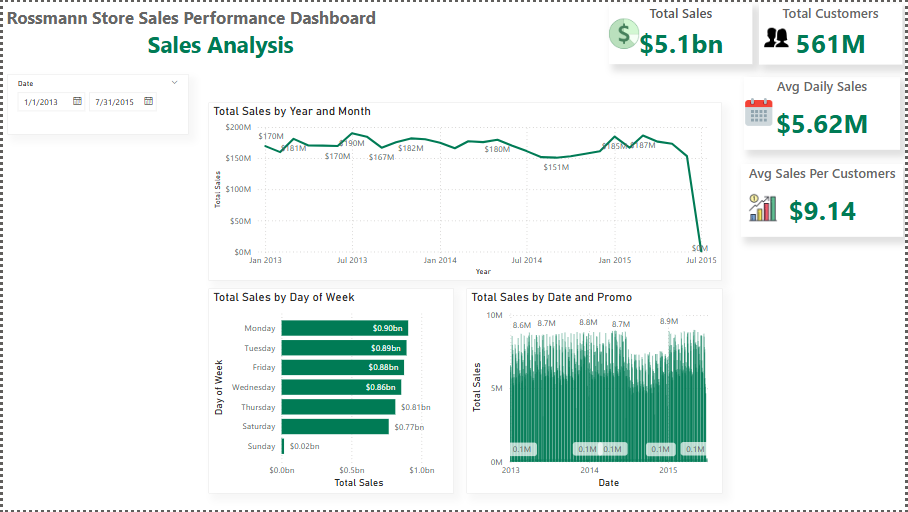 Rossmann Store Sales Performance Dashboard
Sales Analysis
Total Sales
$5.1bn
Total Customers
561M
Date
1/1/2013
7/31/2015
Avg Daily Sales
$5.62M
Avg Sales Per Customers
$9.14
Total Sales by Year and Month
Total Sales
$200M
$150M
$100M
$50M
$0M
$170M
$181M
$170M
$190M
$167M
$182M
$180M
$151M
$185M
$187M
$0M
Jan 2013
Jul 2013
Jan 2014
Jul 2014
Jan 2015
Jul 2015
Year
Total Sales by Day of Week
Day of Week
Monday $0.90bn
Tuesday $0.89bn
Friday $0.88bn
Wednesday $0.86bn
Thursday $0.81bn
Saturday $0.77bn
Sunday $0.02bn
$0.0bn $0.5bn $1.0bn
Total Sales
Total Sales by Date and Promo
Total Sales
10M
5M
0M
8.6M
8.7M
8.8M
8.7M
8.9M
0.1M
0.1M
0.1M
0.1M
0.1M
2013 2014 2015
Date